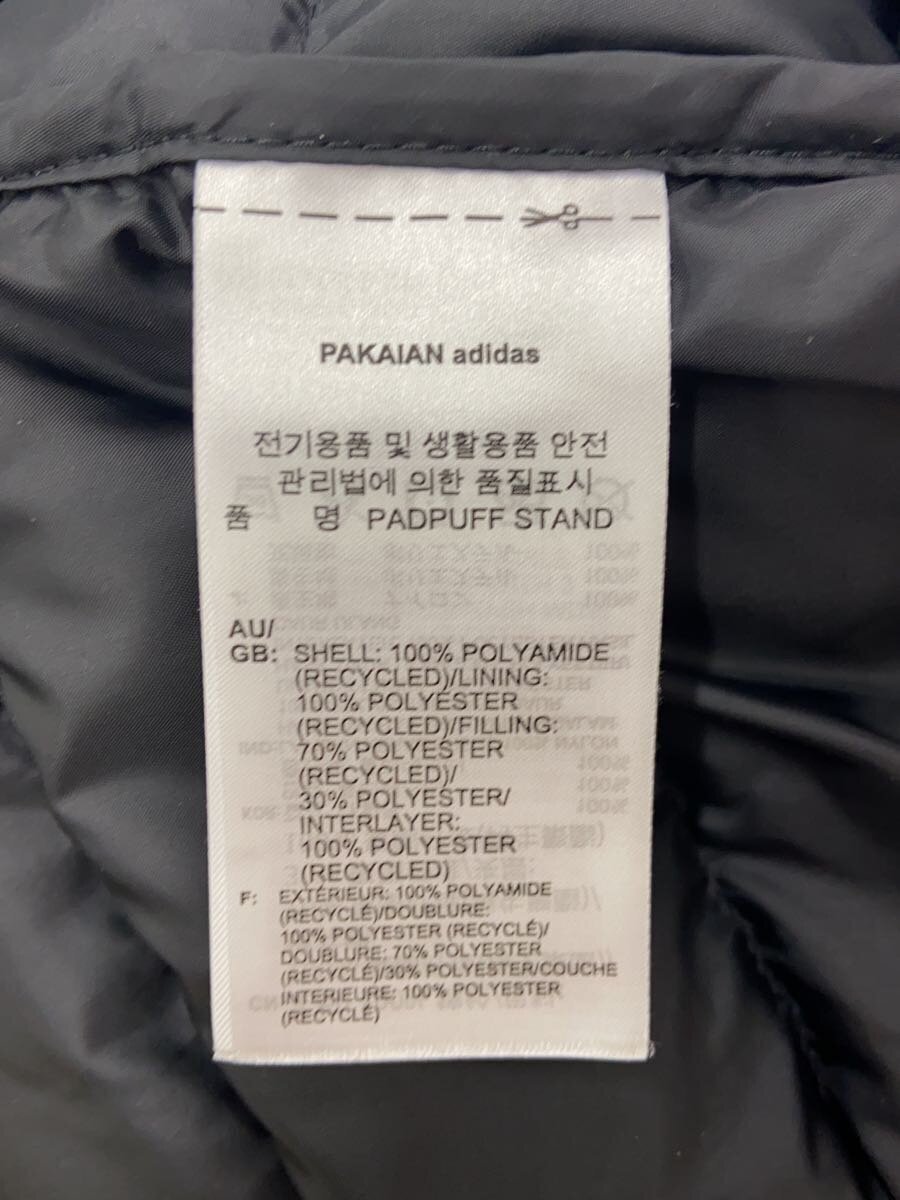 PAKAIAN adidas
전기용품 및 생활용품 안전
관리법에 의한 품질표시
품 명 PADPUFF STAND
AU/
GB: SHELL: 100% POLYAMIDE
(RECYCLED)/LINING:
100% POLYESTER
(RECYCLED)/FILLING:
70% POLYESTER
(RECYCLED)/
30% POLYESTER/
INTERLAYER:
100% POLYESTER
(RECYCLED)
F: EXTÉRIEUR: 100% POLYAMIDE
(RECYCLÉ)/DOUBLURE:
100% POLYESTER (RECYCLÉ)/
DOUBLURE: 70% POLYESTER
(RECYCLÉ)/30% POLYESTER/COUCHE
INTERIEURE: 100% POLYESTER
(RECYCLÉ)